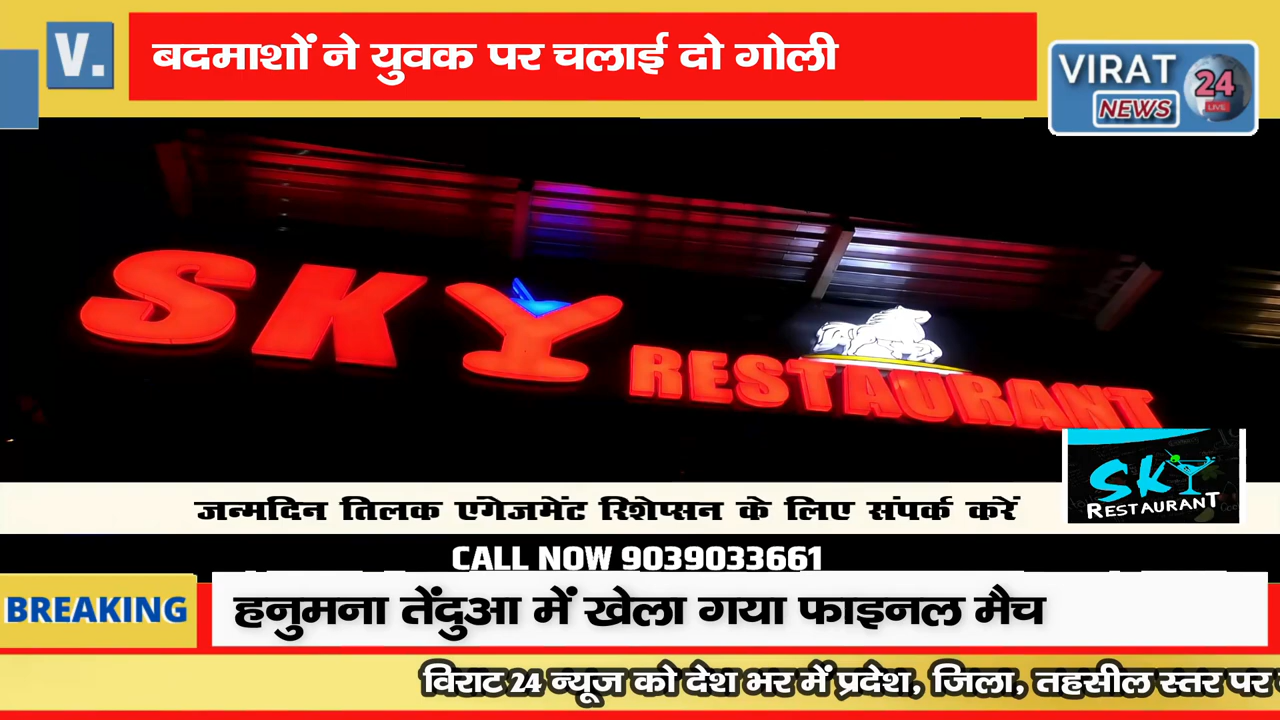 V.
बदमाशों ने युवक पर चलाई दो गोली
VIRAT
24
NEWS
LIVE
SKY
RESTAURANT
SKY
RESTAURANT
जन्मदिन तिलक एंगेजमेंट रिशेप्सन के लिए संपर्क करें
CALL NOW 9039033661
BREAKING
हनुमना तेंदुआ में खेला गया फाइनल मैच
विराट 24 न्यूज को देश भर में प्रदेश, जिला, तहसील स्तर पर